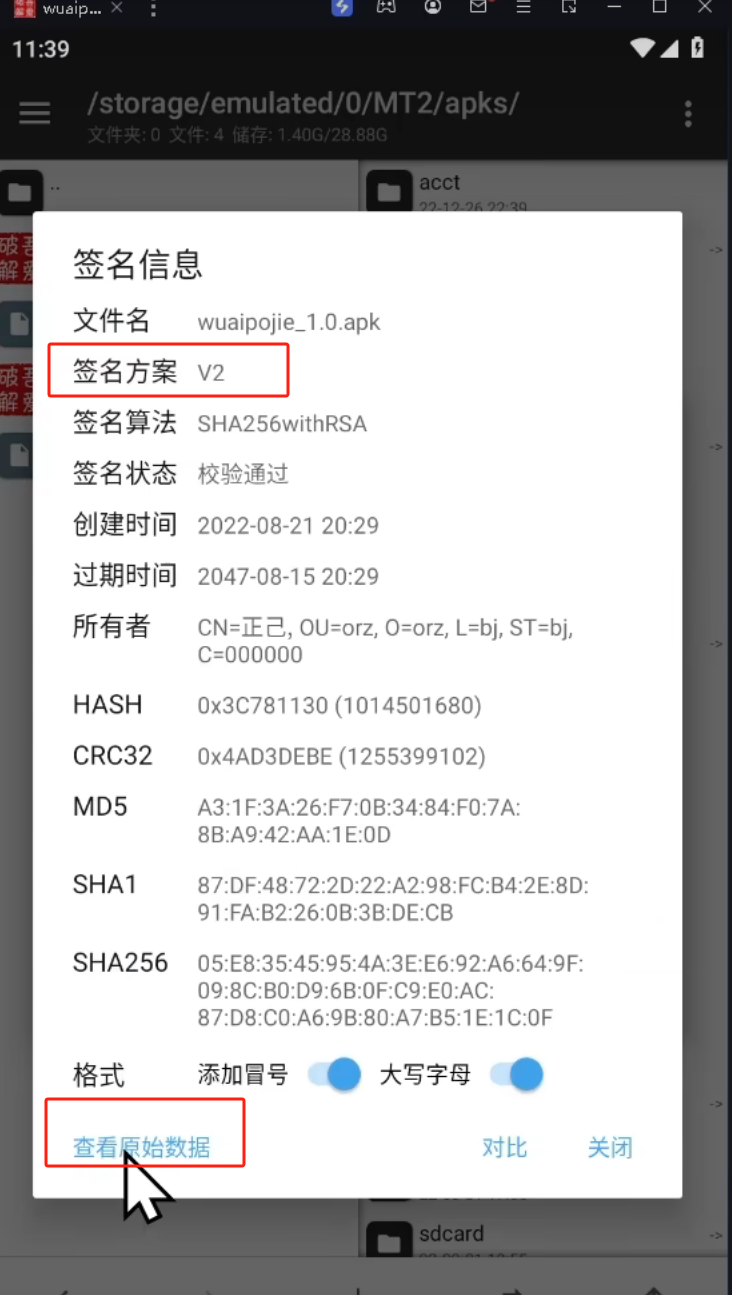 wuaip...
11:39
/storage/emulated/0/MT2/apks/
文件夹: 0 文件: 4 储存: 1.40G/28.88G
..
acct
22-12-26 22:39
签名信息
文件名 wuaipojie_1.0.apk
签名方案 V2
签名算法 SHA256withRSA
签名状态 校验通过
创建时间 2022-08-21 20:29
过期时间 2047-08-15 20:29
所有者 CN=正己, OU=orz, O=orz, L=bj, ST=bj,
C=000000
HASH 0x3C781130 (1014501680)
CRC32 0x4AD3DEBE (1255399102)
MD5 A3:1F:3A:26:F7:0B:34:84:F0:7A:
8B:A9:42:AA:1E:0D
SHA1 87:DF:48:72:2D:22:A2:98:FC:B4:2E:8D:
91:FA:B2:26:0B:3B:DE:CB
SHA256 05:E8:35:45:95:4A:3E:E6:92:A6:64:9F:
09:8C:B0:D9:6B:0F:C9:E0:AC:
87:D8:C0:A6:9B:80:A7:B5:1E:1C:0F
格式 添加冒号 大写字母
查看原始数据 对比 关闭
sdcard